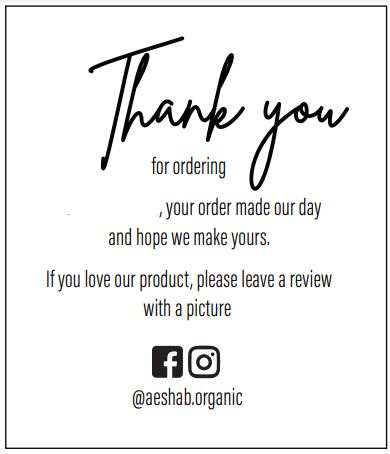 Thank you
for ordering
, your order made our day
and hope we make yours.
If you love our product, please leave a review
with a picture
@aeshab.organic